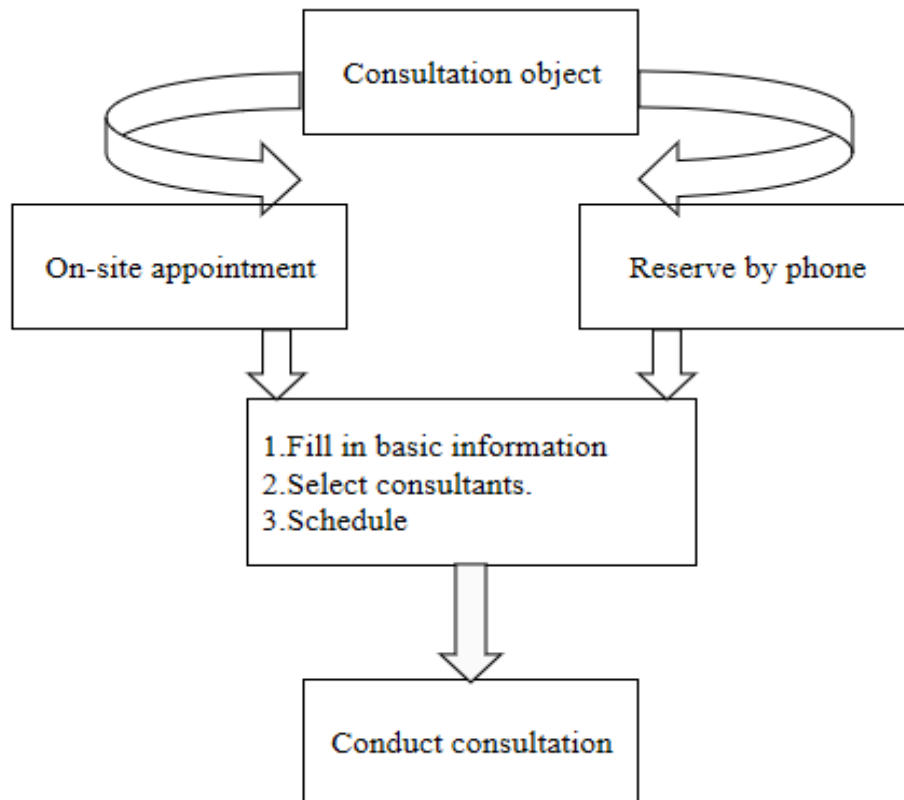 Consultation object
On-site appointment
Reserve by phone
1.Fill in basic information
2.Select consultants.
3.Schedule
Conduct consultation